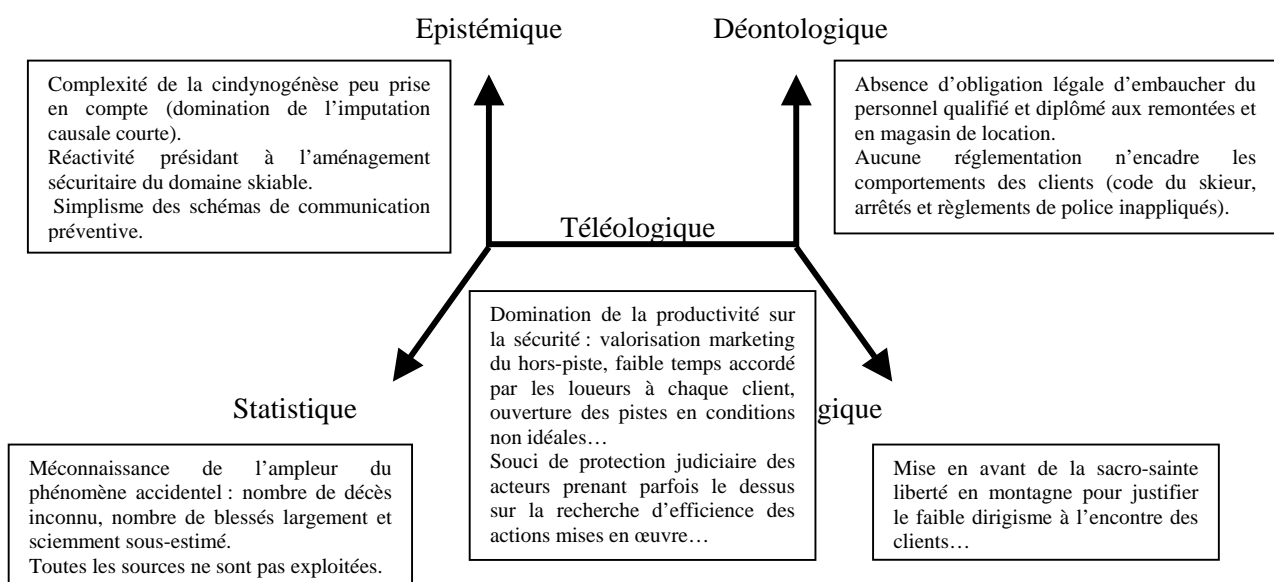 Epistémique
Déontologique
Complexité de la cindynogénèse peu prise
en compte (domination de l'imputation
causale courte).
Réactivité présidant à l'aménagement
sécuritaire du domaine skiable.
Simplisme des schémas de communication
préventive.
Absence d'obligation légale d'embaucher du
personnel qualifié et diplômé aux remontées et
en magasin de location.
Aucune réglementation n'encadre les
comportements des clients (code du skieur,
arrêtés et règlements de police inappliqués).
Téléologique
Domination de la productivité sur
la sécurité : valorisation marketing
du hors-piste, faible temps accordé
par les loueurs à chaque client,
ouverture des pistes en conditions
non idéales…
Souci de protection judiciaire des
acteurs prenant parfois le dessus
sur la recherche d'efficience des
actions mises en œuvre…
Statistique
gique
Méconnaissance de l'ampleur du
phénomène accidentel : nombre de décès
inconnu, nombre de blessés largement et
sciemment sous-estimé.
Toutes les sources ne sont pas exploitées.
Mise en avant de la sacro-sainte
liberté en montagne pour justifier
le faible dirigisme à l'encontre des
clients…